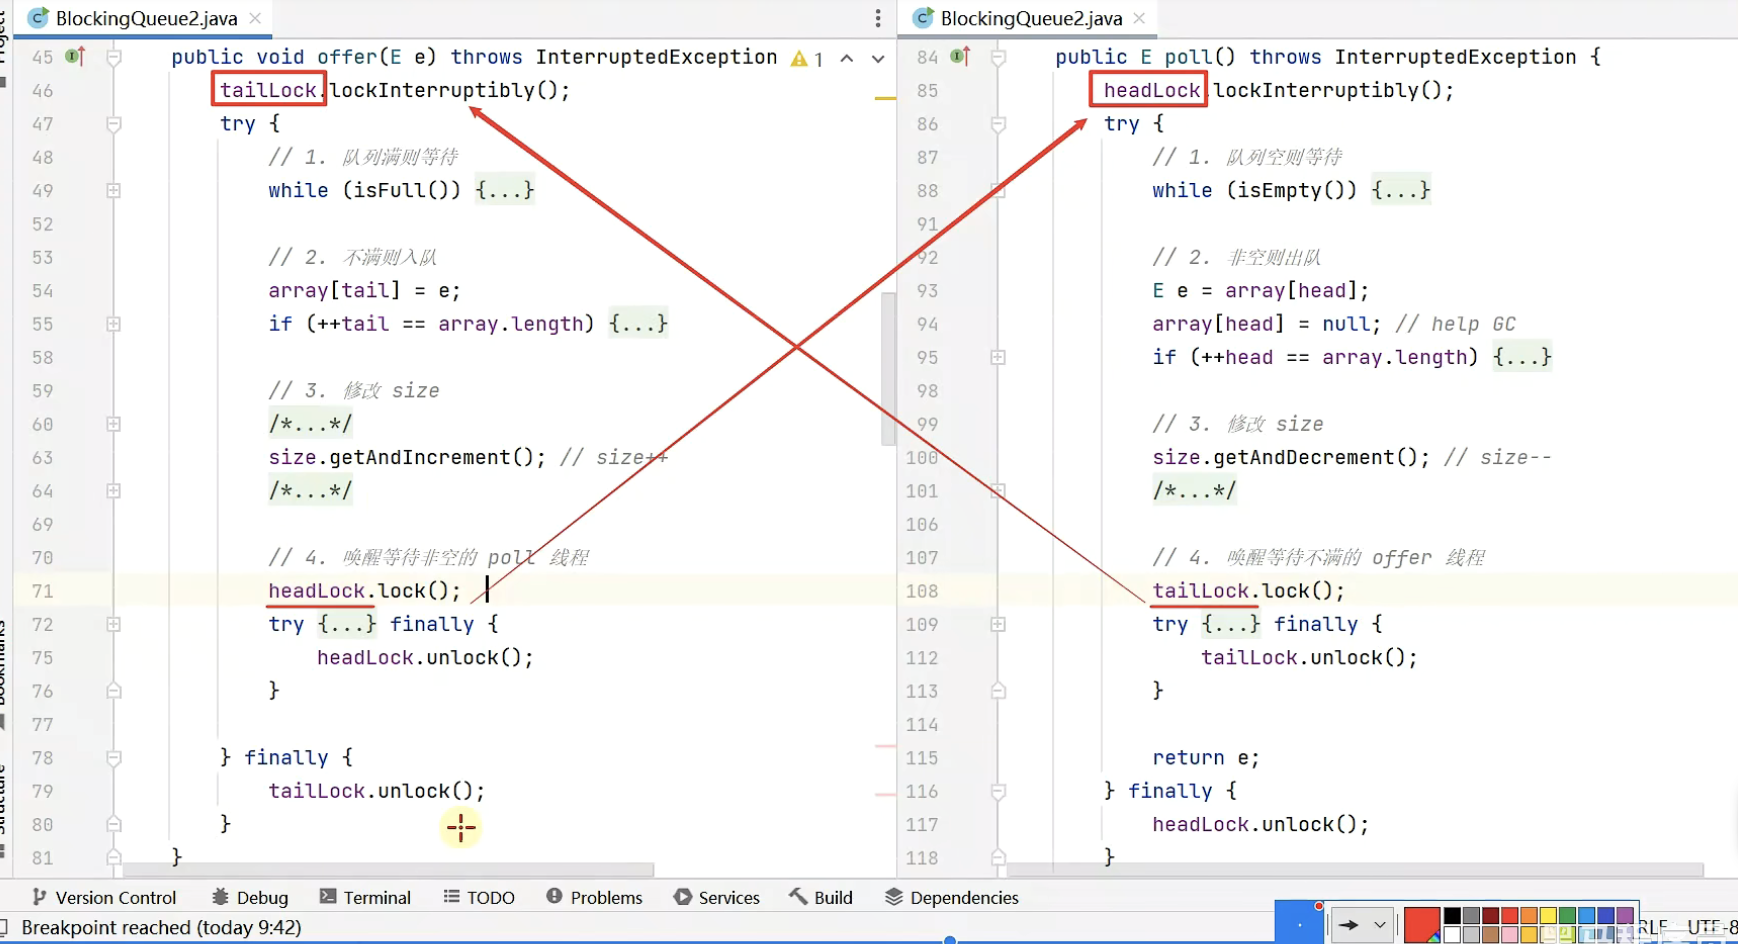 BlockingQueue2.java
45 public void offer(E e) throws InterruptedException 1
46 tailLock.lockInterruptibly();
47 try {
48 // 1. 队列满则等待
49 while (isFull()) {...}
52
53 // 2. 不满则入队
54 array[tail] = e;
55 if (++tail == array.length) {...}
58
59 // 3. 修改 size
60 /*...*/
63 size.getAndIncrement(); // size++
64 /*...*/
69
70 // 4. 唤醒等待非空的 poll 线程
71 headLock.lock();
72 try {...} finally {
75 headLock.unlock();
76 }
77
78 } finally {
79 tailLock.unlock();
80 }
81 }
BlockingQueue2.java
84 public E poll() throws InterruptedException {
85 headLock.lockInterruptibly();
86 try {
87 // 1. 队列空则等待
88 while (isEmpty()) {...}
91
92 // 2. 非空则出队
93 E e = array[head];
94 array[head] = null; // help GC
95 if (++head == array.length) {...}
98
99 // 3. 修改 size
100 size.getAndDecrement(); // size--
101 /*...*/
106
107 // 4. 唤醒等待不满的 offer 线程
108 tailLock.lock();
109 try {...} finally {
112 tailLock.unlock();
113 }
114
115 return e;
116 } finally {
117 headLock.unlock();
118 }
Version Control Debug Terminal TODO Problems Services Build Dependencies
Breakpoint reached (today 9:42) RLF UTF-8